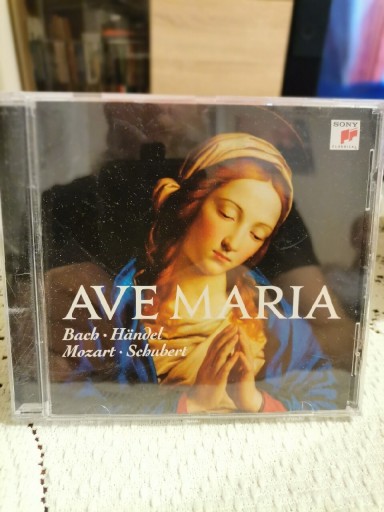 SONY
CLASSICAL
AVE MARIA
Bach · Händel
Mozart · Schubert